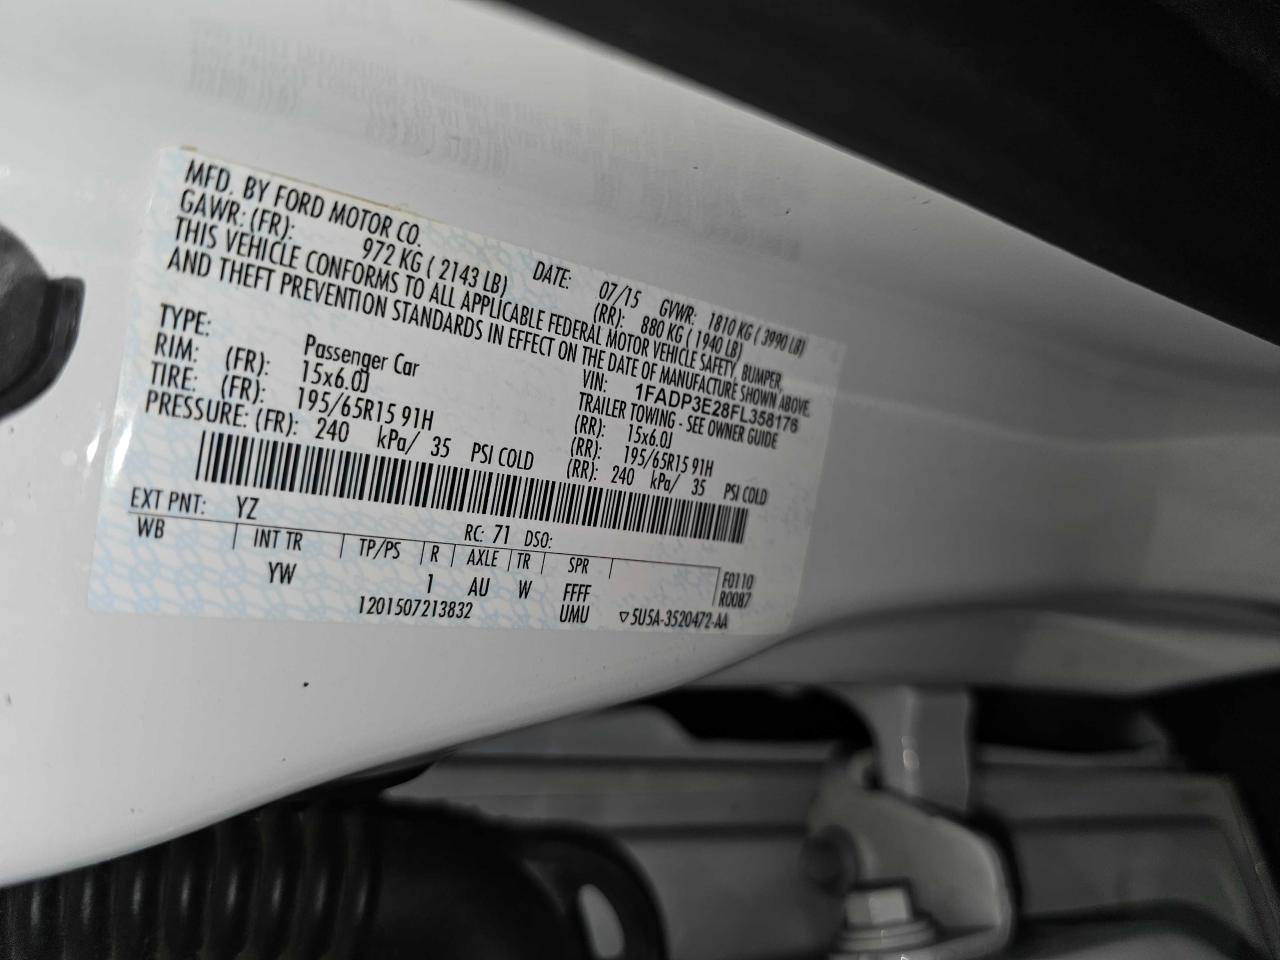 MFD. BY FORD MOTOR CO.
DATE: 07/15 GVWR: 1810 KG ( 3990 LB)
GAWR: (FR): 972 KG ( 2143 LB) (RR): 880 KG ( 1940 LB)
THIS VEHICLE CONFORMS TO ALL APPLICABLE FEDERAL MOTOR VEHICLE SAFETY, BUMPER,
AND THEFT PREVENTION STANDARDS IN EFFECT ON THE DATE OF MANUFACTURE SHOWN ABOVE.
VIN: 1FADP3E28FL358176
TYPE: Passenger Car TRAILER TOWING - SEE OWNER GUIDE
RIM: (FR): 15x6.0J (RR): 15x6.0J
TIRE: (FR): 195/65R15 91H (RR): 195/65R15 91H
PRESSURE: (FR): 240 kPa/ 35 PSI COLD (RR): 240 kPa/ 35 PSI COLD
EXT PNT: YZ RC: 71 DSO:
WB INT TR TP/PS R AXLE TR SPR
YW 1 AU W FFFF F0110
R0087
1201507213832 UMU ▽5U5A-3520472-AA